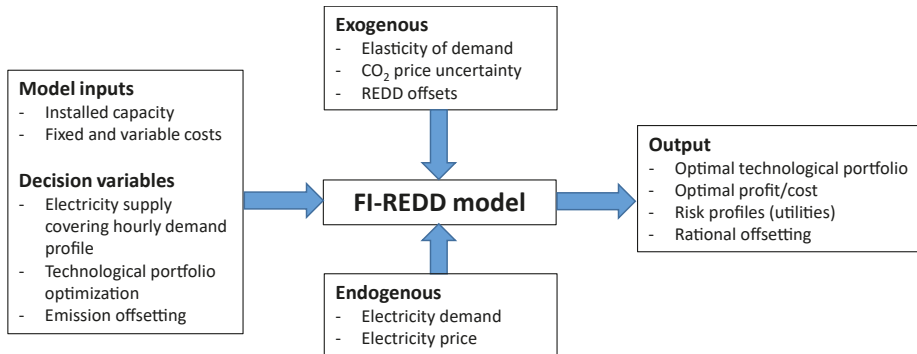 Exogenous
- Elasticity of demand
- CO₂ price uncertainty
- REDD offsets
Model inputs
- Installed capacity
- Fixed and variable costs
Decision variables
- Electricity supply
covering hourly demand
profile
- Technological portfolio
optimization
- Emission offsetting
FI-REDD model
Output
- Optimal technological portfolio
- Optimal profit/cost
- Risk profiles (utilities)
- Rational offsetting
Endogenous
- Electricity demand
- Electricity price